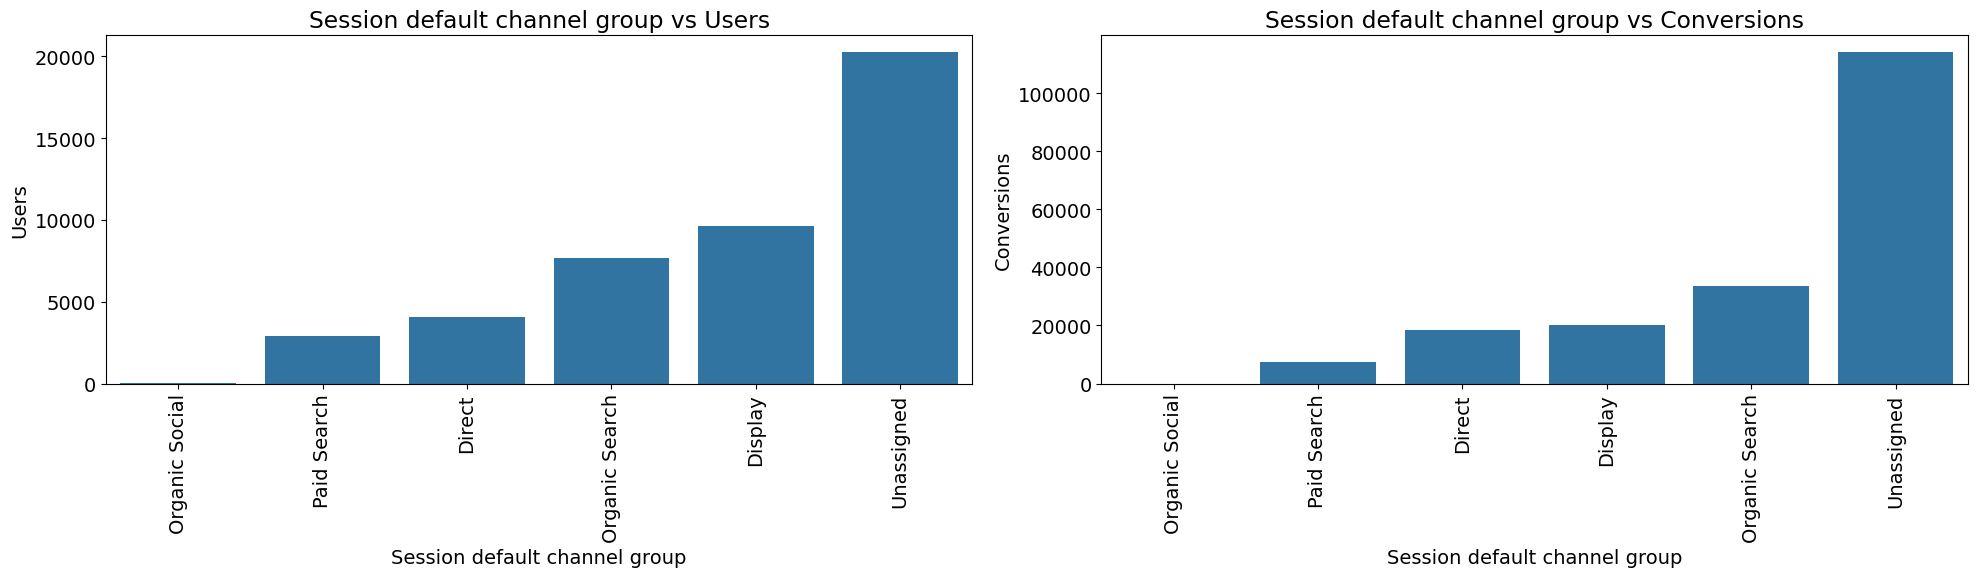 Session default channel group vs Users
20000
15000
10000
5000
0
Users
Organic Social
Paid Search
Direct
Organic Search
Display
Unassigned
Session default channel group
Session default channel group vs Conversions
100000
80000
60000
40000
20000
0
Conversions
Organic Social
Paid Search
Direct
Display
Organic Search
Unassigned
Session default channel group